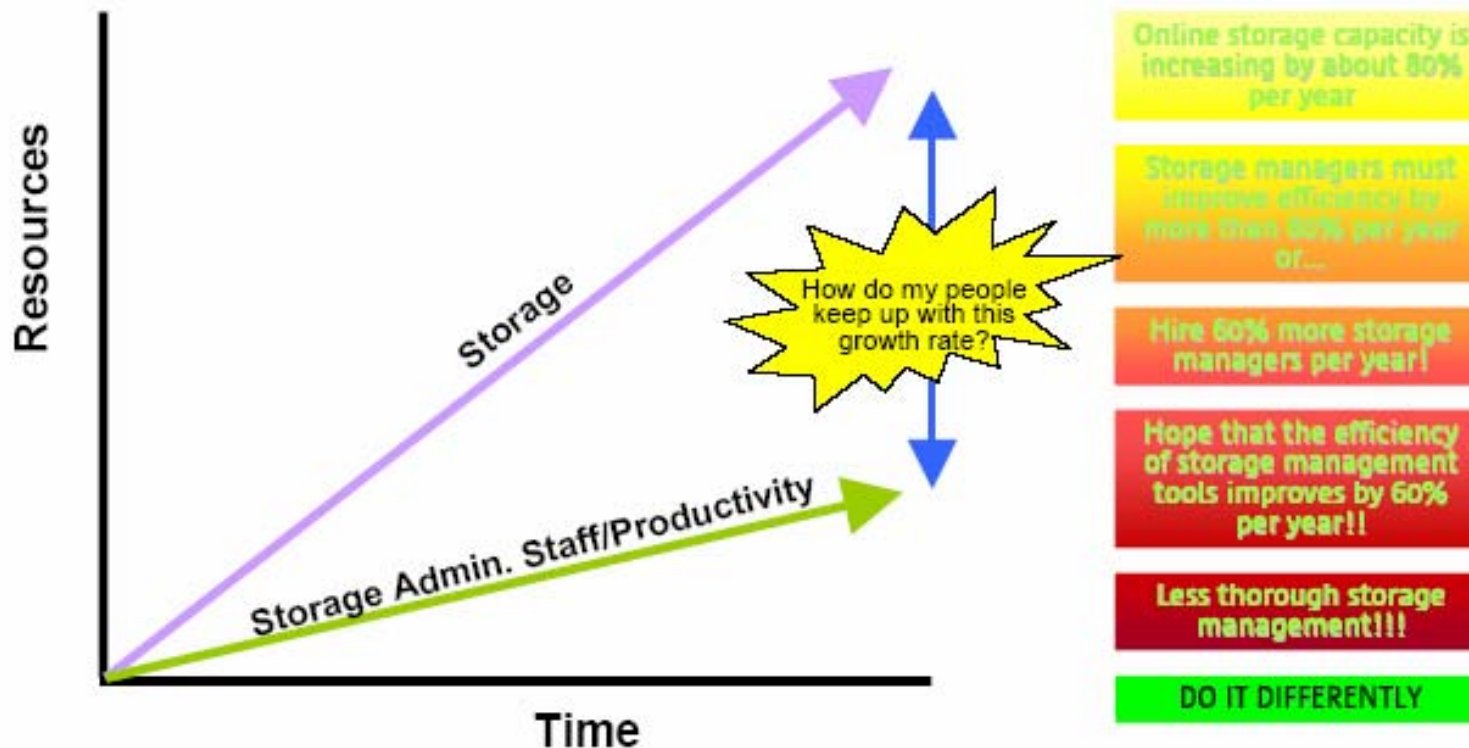 Resources
Storage
Storage Admin. Staff/Productivity
How do my people
keep up with this
growth rate?
Time
Online storage capacity is
increasing by about 80%
per year
Storage managers must
improve efficiency by
more than 80% per year
or...
Hire 60% more storage
managers per year!
Hope that the efficiency
of storage management
tools improves by 60%
per year!!
Less thorough storage
management!!!
DO IT DIFFERENTLY